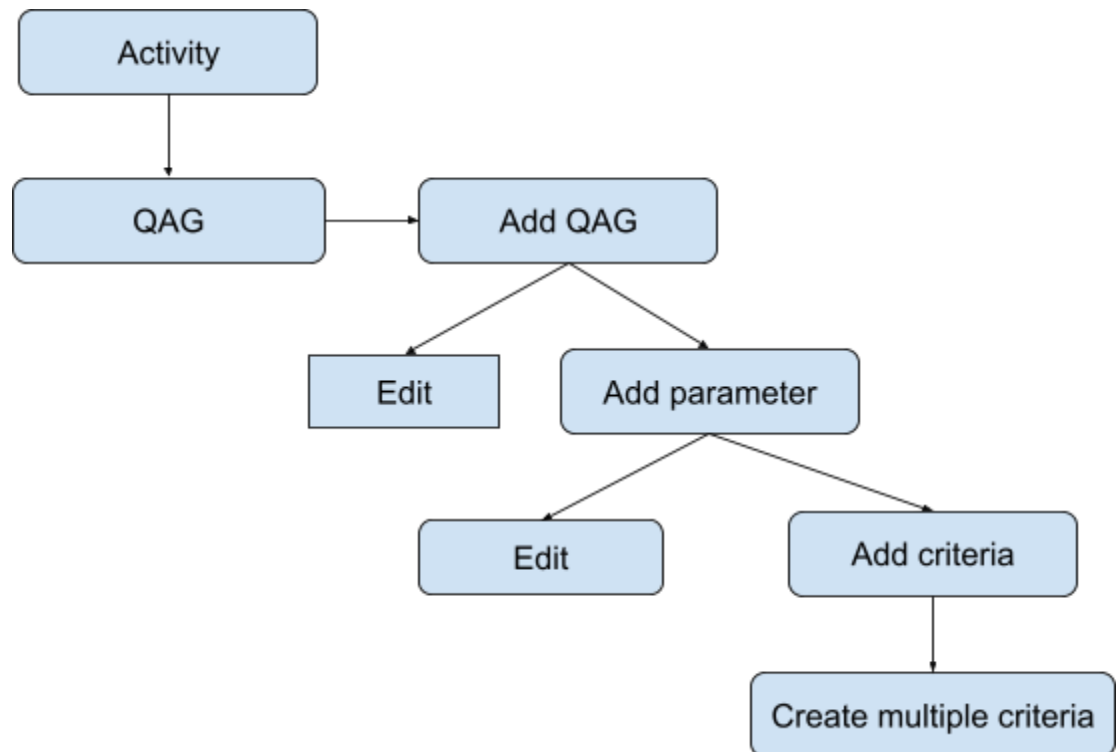 Activity
QAG
Add QAG
Edit
Add parameter
Edit
Add criteria
Create multiple criteria